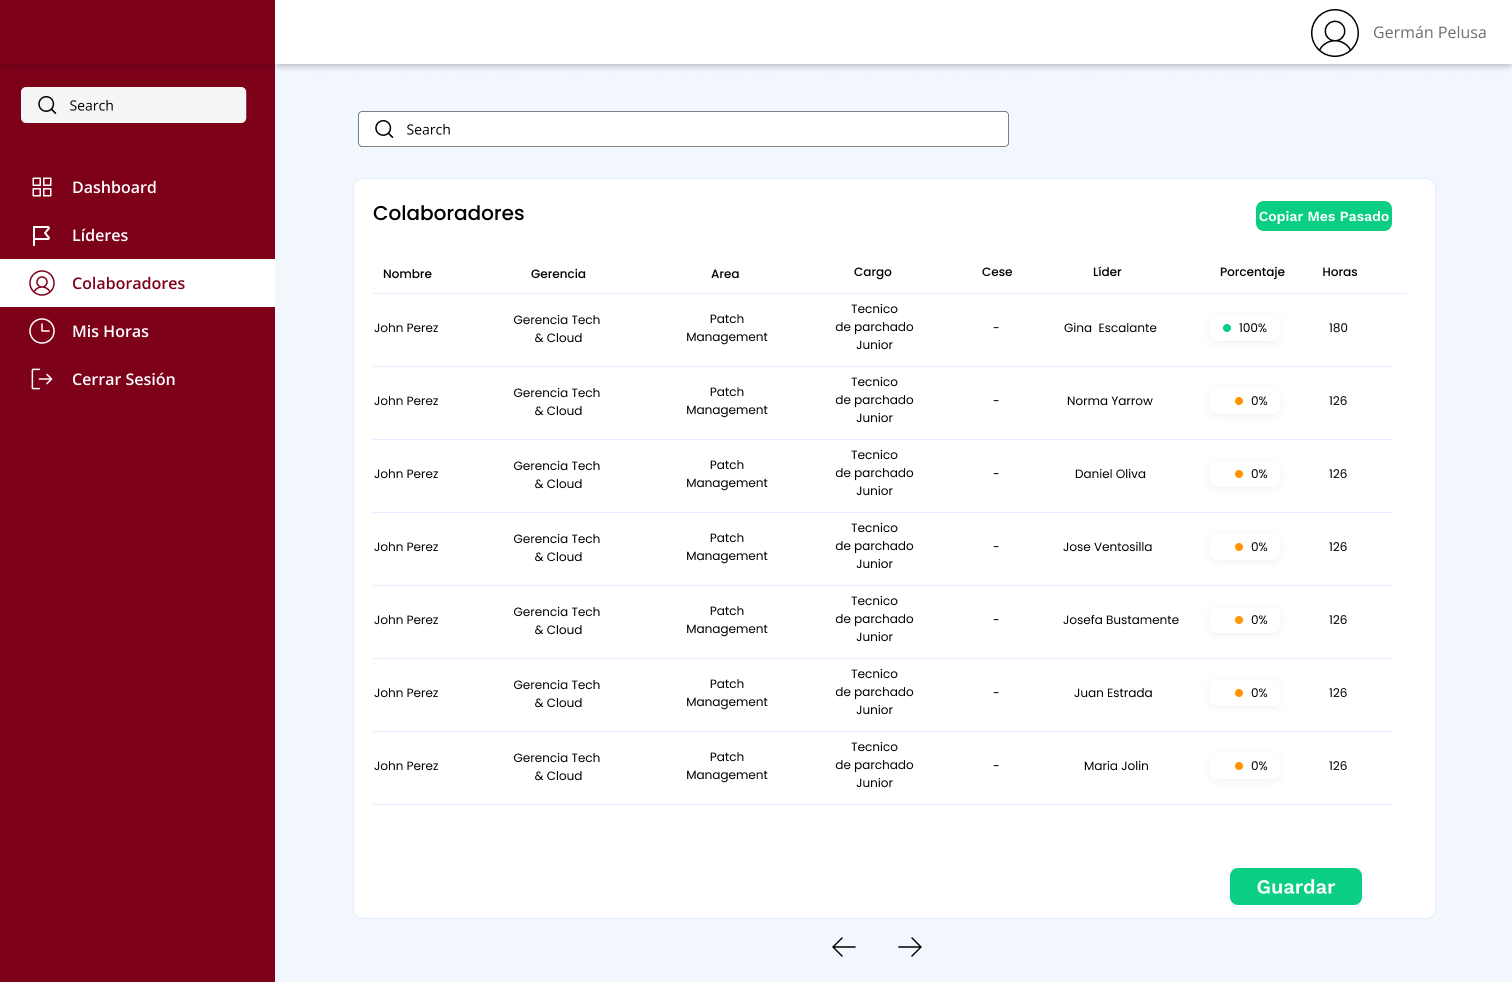 Germán Pelusa
Search
Dashboard
Líderes
Colaboradores
Mis Horas
Cerrar Sesión
Search
Colaboradores
Copiar Mes Pasado
Nombre Gerencia Area Cargo Cese Líder Porcentaje Horas
John Perez
Gerencia Tech
& Cloud
Patch
Management
Tecnico
de parchado
Junior
-
Gina Escalante
100%
180
John Perez
Gerencia Tech
& Cloud
Patch
Management
Tecnico
de parchado
Junior
-
Norma Yarrow
0%
126
John Perez
Gerencia Tech
& Cloud
Patch
Management
Tecnico
de parchado
Junior
-
Daniel Oliva
0%
126
John Perez
Gerencia Tech
& Cloud
Patch
Management
Tecnico
de parchado
Junior
-
Jose Ventosilla
0%
126
John Perez
Gerencia Tech
& Cloud
Patch
Management
Tecnico
de parchado
Junior
-
Josefa Bustamente
0%
126
John Perez
Gerencia Tech
& Cloud
Patch
Management
Tecnico
de parchado
Junior
-
Juan Estrada
0%
126
John Perez
Gerencia Tech
& Cloud
Patch
Management
Tecnico
de parchado
Junior
-
Maria Jolin
0%
126
Guardar